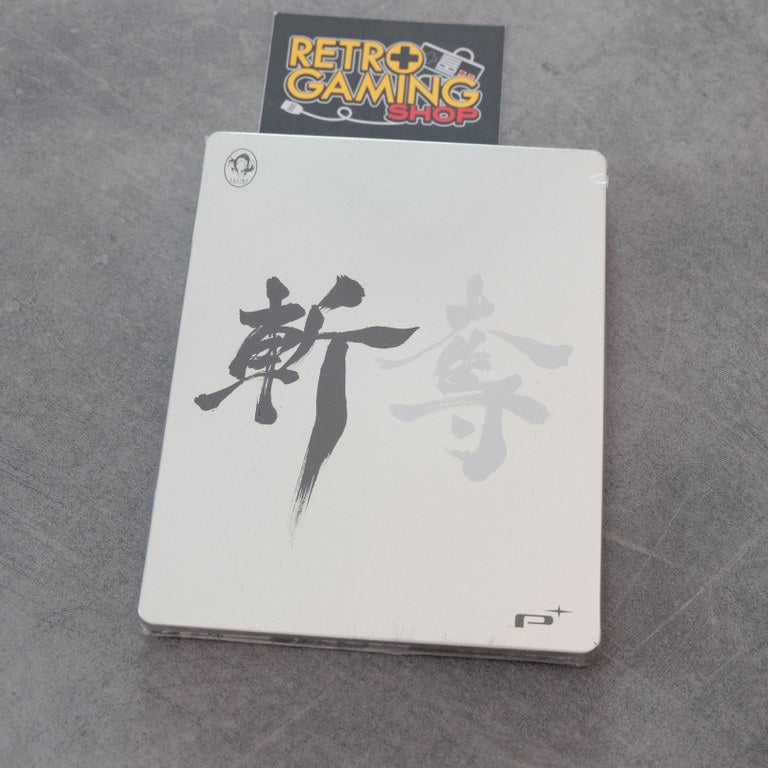 RETRO
GAMING
SHOP
斬 奪
P